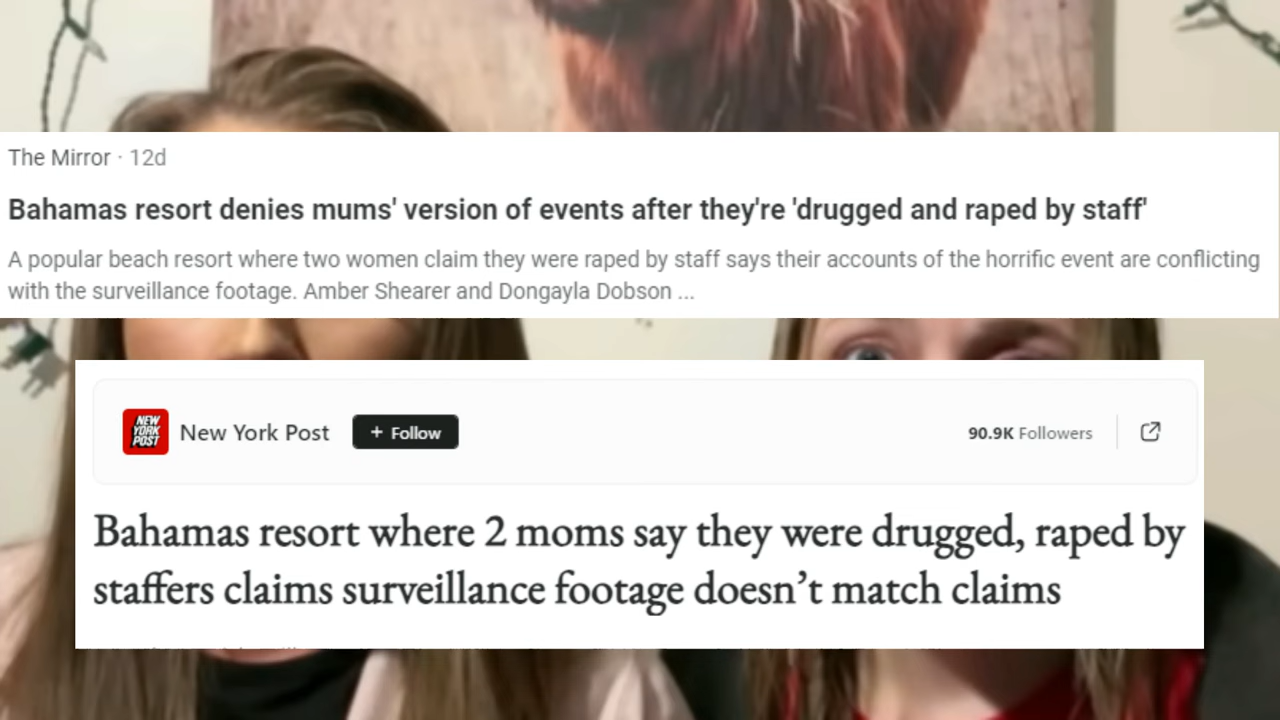 The Mirror · 12d
Bahamas resort denies mums' version of events after they're 'drugged and raped by staff'
A popular beach resort where two women claim they were raped by staff says their accounts of the horrific event are conflicting
with the surveillance footage. Amber Shearer and Dongayla Dobson ...
NEW
YORK
POST
New York Post
+ Follow
90.9K Followers
Bahamas resort where 2 moms say they were drugged, raped by
staffers claims surveillance footage doesn’t match claims